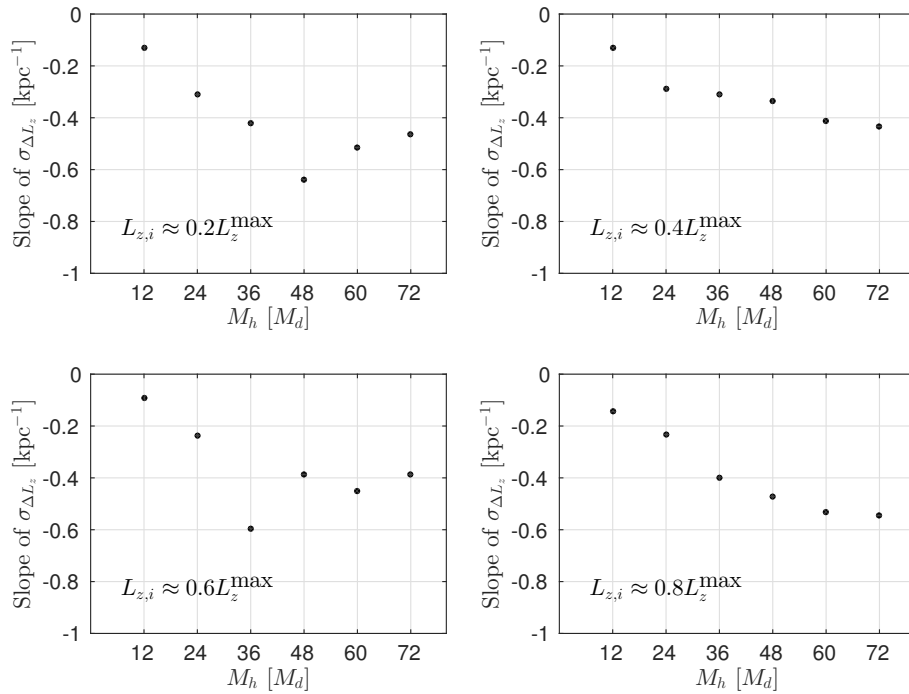 0
-0.2
-0.4
-0.6
-0.8
-1
Slope of σ_{ΔL_z} [kpc⁻¹]
L_{z,i} ≈ 0.2L_z^{max}
12 24 36 48 60 72
M_h [M_d]
0
-0.2
-0.4
-0.6
-0.8
-1
Slope of σ_{ΔL_z} [kpc⁻¹]
L_{z,i} ≈ 0.4L_z^{max}
12 24 36 48 60 72
M_h [M_d]
0
-0.2
-0.4
-0.6
-0.8
-1
Slope of σ_{ΔL_z} [kpc⁻¹]
L_{z,i} ≈ 0.6L_z^{max}
12 24 36 48 60 72
M_h [M_d]
0
-0.2
-0.4
-0.6
-0.8
-1
Slope of σ_{ΔL_z} [kpc⁻¹]
L_{z,i} ≈ 0.8L_z^{max}
12 24 36 48 60 72
M_h [M_d]